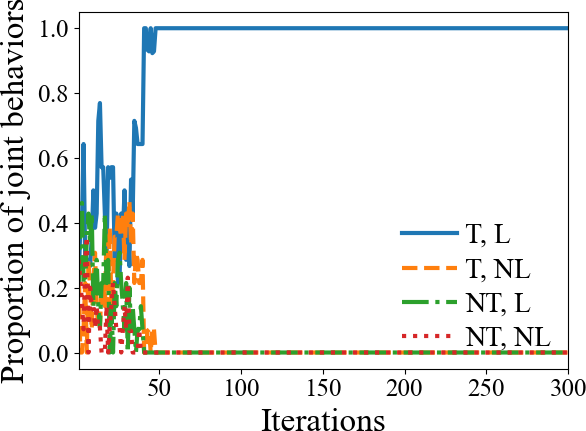 Proportion of joint behaviors
1.0
0.8
0.6
0.4
0.2
0.0
T, L
T, NL
NT, L
NT, NL
50 100 150 200 250 300
Iterations